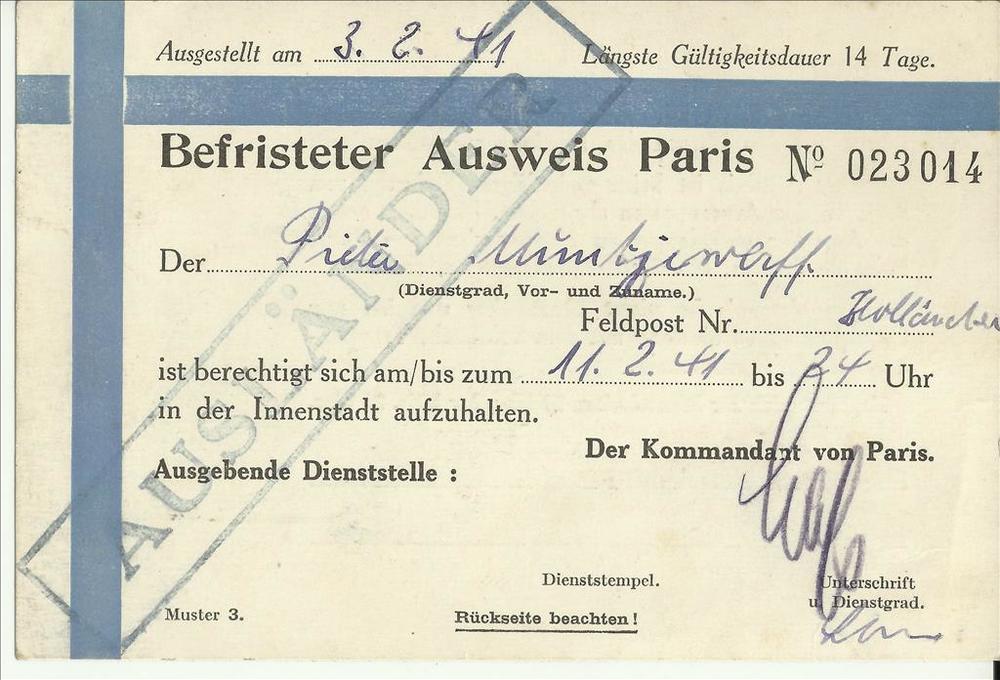 Ausgestellt am 3. 2. 41 Längste Gültigkeitsdauer 14 Tage.
Befristeter Ausweis Paris Nº 023014
AUSLÄNDER
Der Pieter Muntjewerff
(Dienstgrad, Vor- und Zuname.)
Feldpost Nr. Holländer
ist berechtigt sich am/bis zum 11. 2. 41 bis 24 Uhr
in der Innenstadt aufzuhalten.
Der Kommandant von Paris.
Ausgebende Dienststelle :
Dienststempel.
Unterschrift
u. Dienstgrad.
Muster 3.
Rückseite beachten!